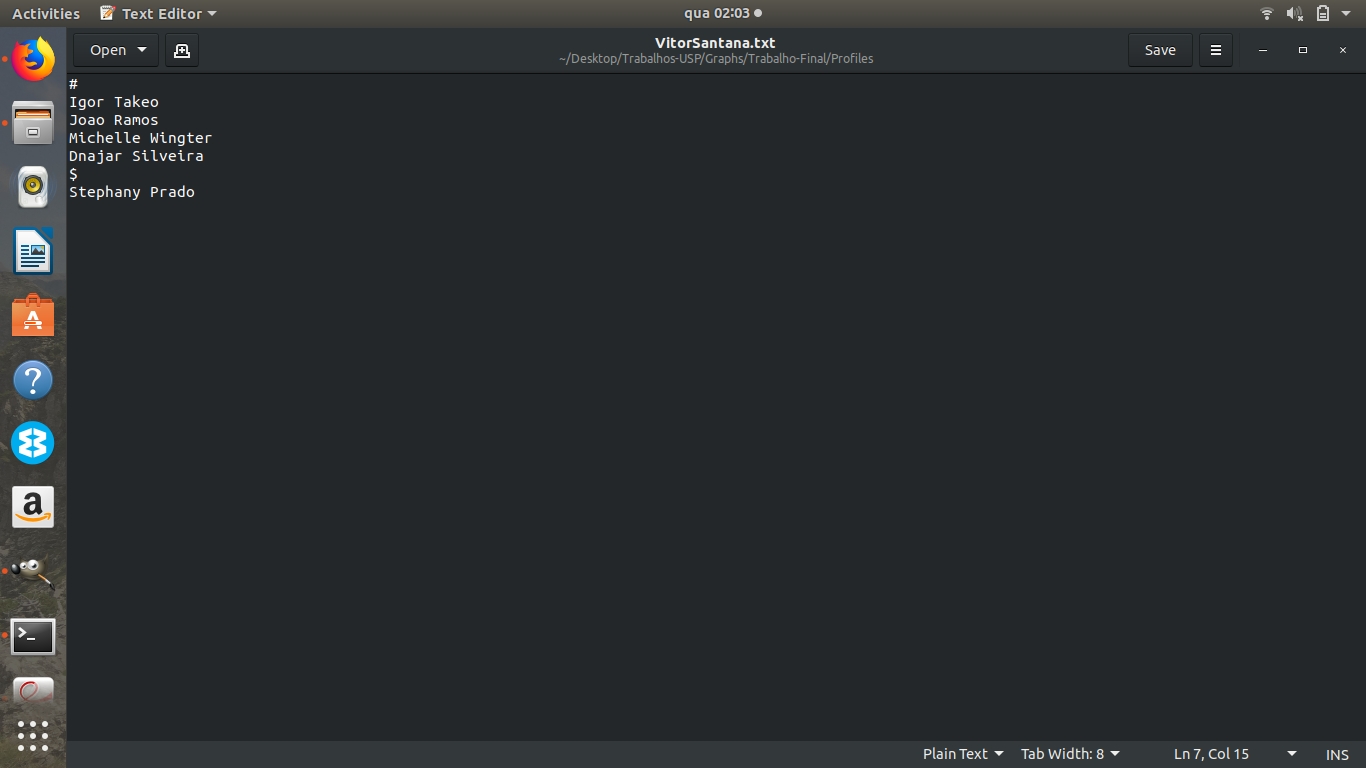 Activities Text Editor qua 02:03
Open VitorSantana.txt Save
~/Desktop/Trabalhos-USP/Graphs/Trabalho-Final/Profiles
#
Igor Takeo
Joao Ramos
Michelle Wingter
Dnajar Silveira
$
Stephany Prado
Plain Text Tab Width: 8 Ln 7, Col 15 INS